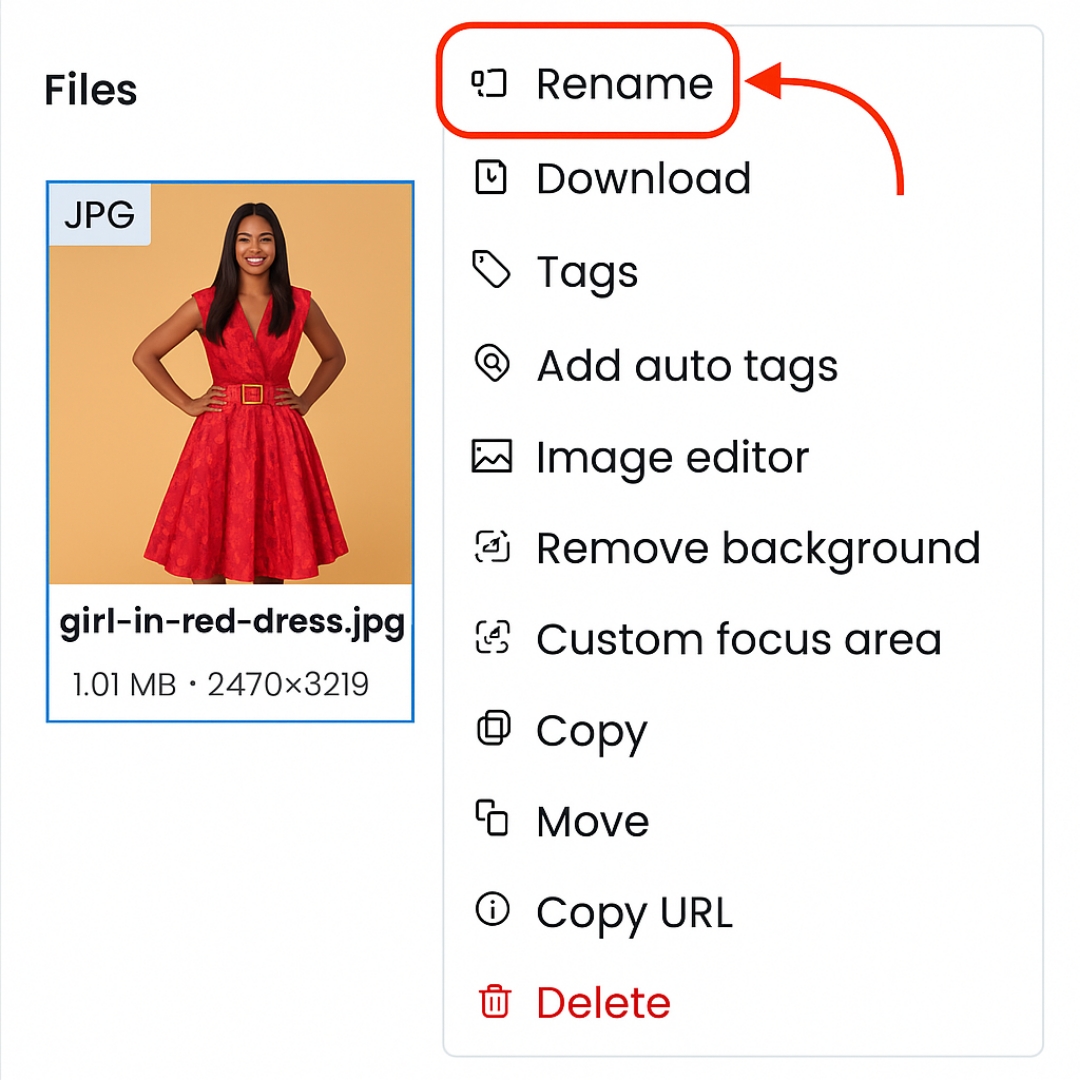 Files
JPG
girl-in-red-dress.jpg
1.01 MB • 2470×3219
Rename
Download
Tags
Add auto tags
Image editor
Remove background
Custom focus area
Copy
Move
Copy URL
Delete